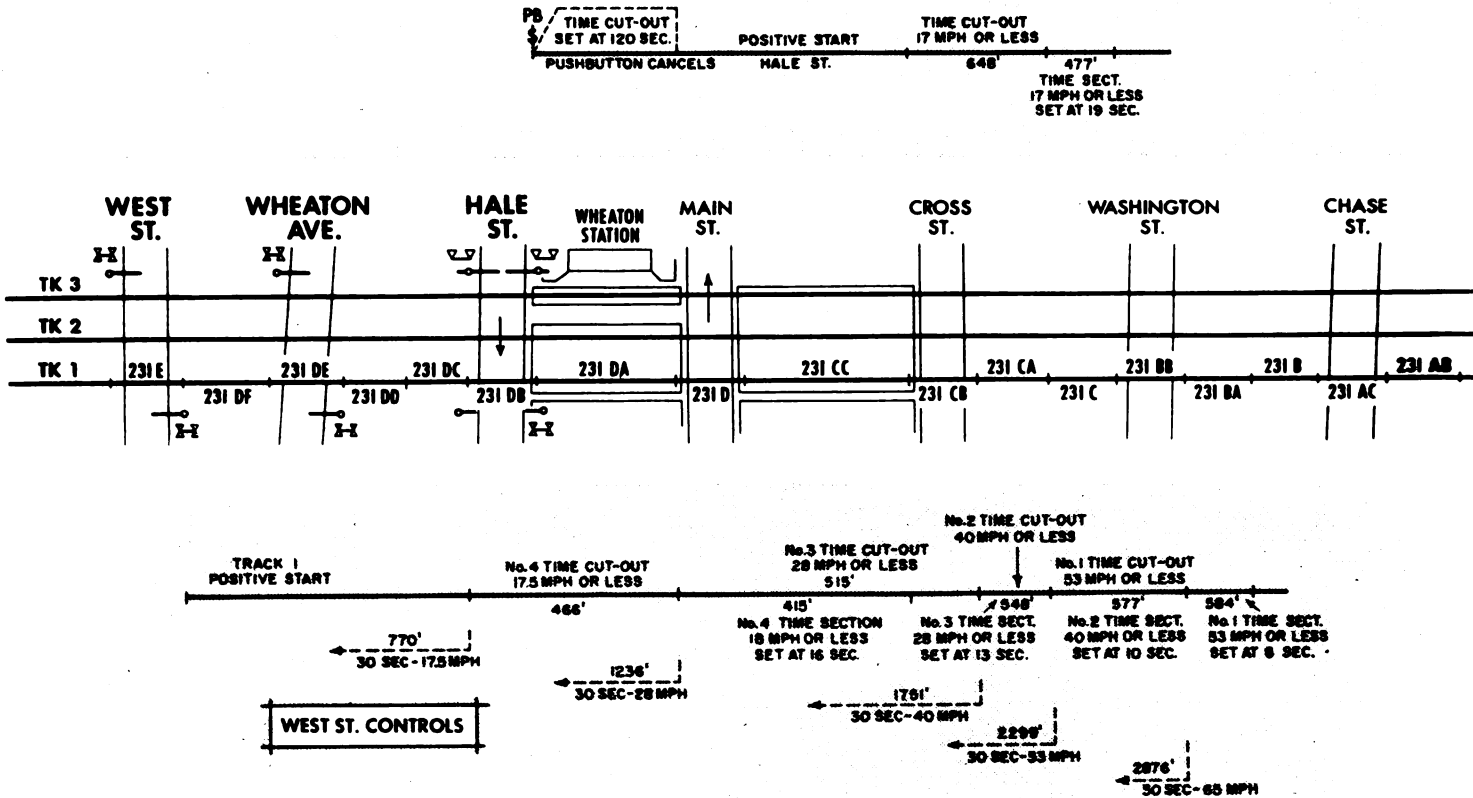 PB
S
TIME CUT-OUT
SET AT 120 SEC.
PUSHBUTTON CANCELS
POSITIVE START
HALE ST.
TIME CUT-OUT
17 MPH OR LESS
648'
477'
TIME SECT.
17 MPH OR LESS
SET AT 19 SEC.
WEST
ST.
WHEATON
AVE.
HALE
ST.
WHEATON
STATION
MAIN
ST.
CROSS
ST.
WASHINGTON
ST.
CHASE
ST.
TK 3
TK 2
TK 1
231 E
231 DF
231 DE
231 DD
231 DC
231 DB
231 DA
231 D
231 CC
231 CB
231 CA
231 C
231 BB
231 BA
231 B
231 AC
231 AB
TRACK 1
POSITIVE START
No.4 TIME CUT-OUT
17.5 MPH OR LESS
466'
No.3 TIME CUT-OUT
28 MPH OR LESS
515'
415'
No.4 TIME SECTION
18 MPH OR LESS
SET AT 16 SEC.
No.2 TIME CUT-OUT
40 MPH OR LESS
548'
No.3 TIME SECT.
28 MPH OR LESS
SET AT 13 SEC.
No.1 TIME CUT-OUT
53 MPH OR LESS
577'
No.2 TIME SECT.
40 MPH OR LESS
SET AT 10 SEC.
584'
No.1 TIME SECT.
53 MPH OR LESS
SET AT 8 SEC.
770'
30 SEC-17.5 MPH
1236'
30 SEC-28 MPH
1751'
30 SEC-40 MPH
2299'
30 SEC-53 MPH
2876'
30 SEC-65 MPH
WEST ST. CONTROLS